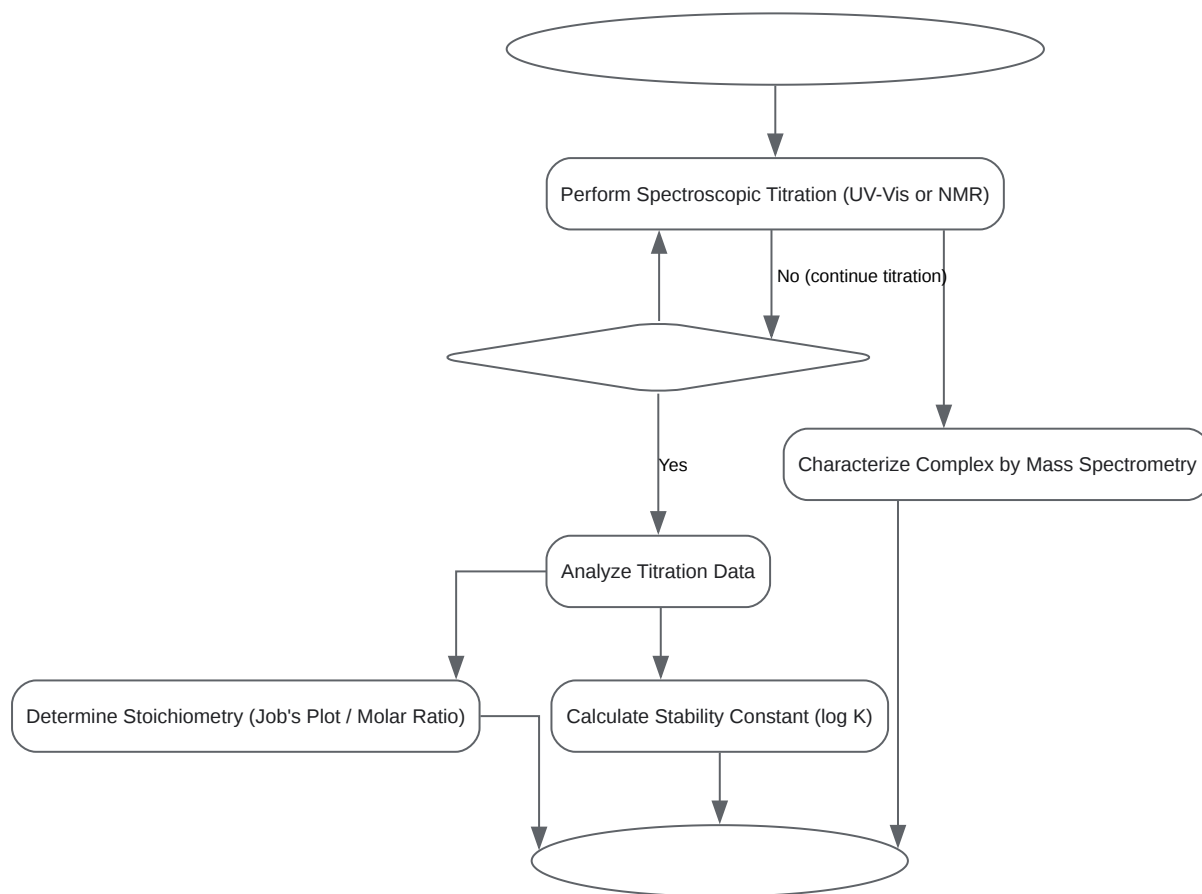 Perform Spectroscopic Titration (UV-Vis or NMR)
No (continue titration)
Characterize Complex by Mass Spectrometry
Yes
Analyze Titration Data
Determine Stoichiometry (Job's Plot / Molar Ratio)
Calculate Stability Constant (log K)